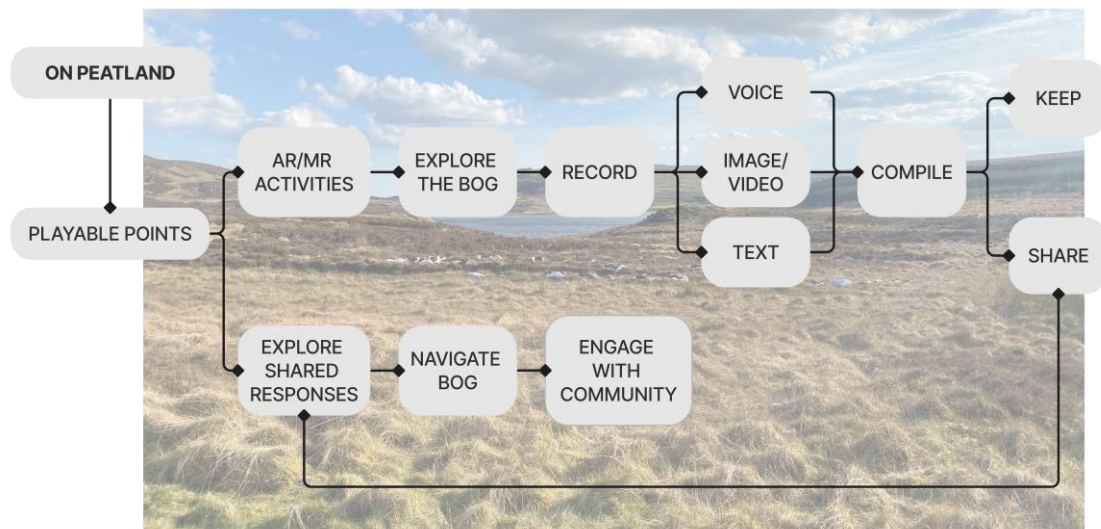 ON PEATLAND
PLAYABLE POINTS
AR/MR
ACTIVITIES
EXPLORE
THE BOG
RECORD
VOICE
IMAGE/
VIDEO
TEXT
COMPILE
KEEP
SHARE
EXPLORE
SHARED
RESPONSES
NAVIGATE
BOG
ENGAGE
WITH
COMMUNITY